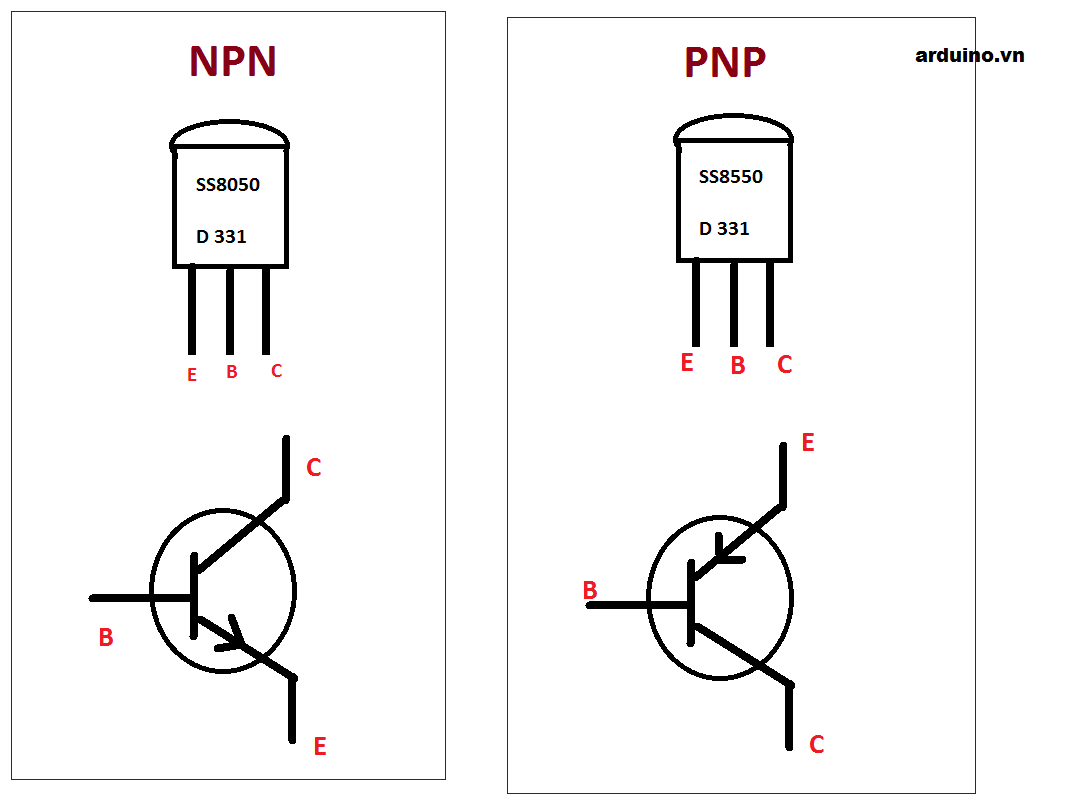 NPN
SS8050
D 331
E B C
C
B
E
PNP
arduino.vn
SS8550
D 331
E B C
E
B
C